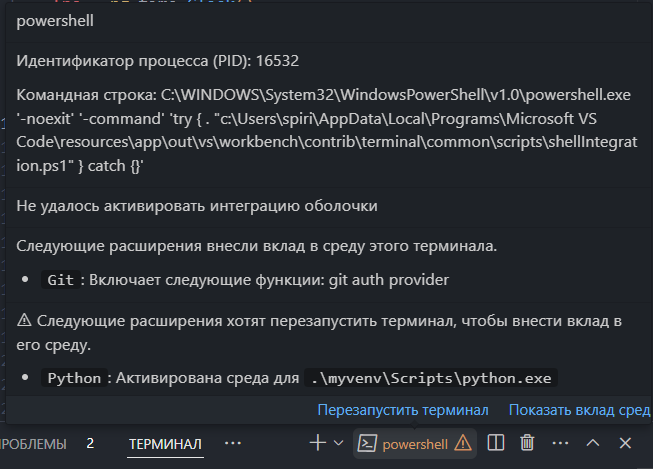 powershell
Идентификатор процесса (PID): 16532
Командная строка: C:\WINDOWS\System32\WindowsPowerShell\v1.0\powershell.exe
'-noexit' '-command' 'try { . "c:\Users\spiri\AppData\Local\Programs\Microsoft VS
Code\resources\app\out\vs\workbench\contrib\terminal\common\scripts\shellIntegrat
ion.ps1" } catch {}'
Не удалось активировать интеграцию оболочки
Следующие расширения внесли вклад в среду этого терминала.
• Git : Включает следующие функции: git auth provider
⚠ Следующие расширения хотят перезапустить терминал, чтобы внести вклад в
его среду.
• Python : Активирована среда для .\myvenv\Scripts\python.exe
Перезапустить терминал Показать вклад сред
РОБЛЕМЫ 2 ТЕРМИНАЛ ··· powershell